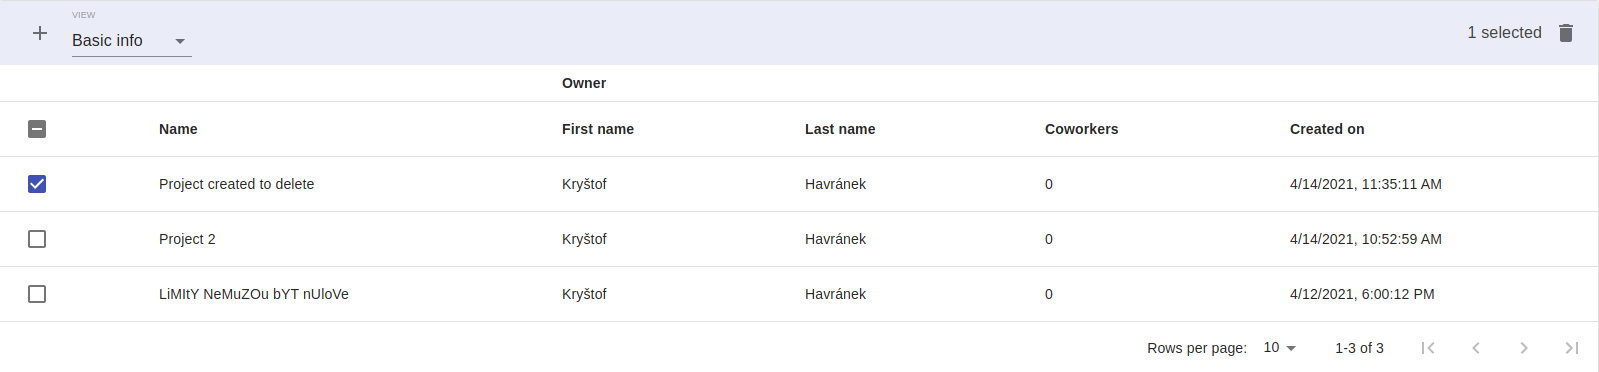 VIEW
Basic info
1 selected
Owner
Name First name Last name Coworkers Created on
Project created to delete Kryštof Havránek 0 4/14/2021, 11:35:11 AM
Project 2 Kryštof Havránek 0 4/14/2021, 10:52:59 AM
LiMItY NeMuZOu bYT nUloVe Kryštof Havránek 0 4/12/2021, 6:00:12 PM
Rows per page: 10 1-3 of 3